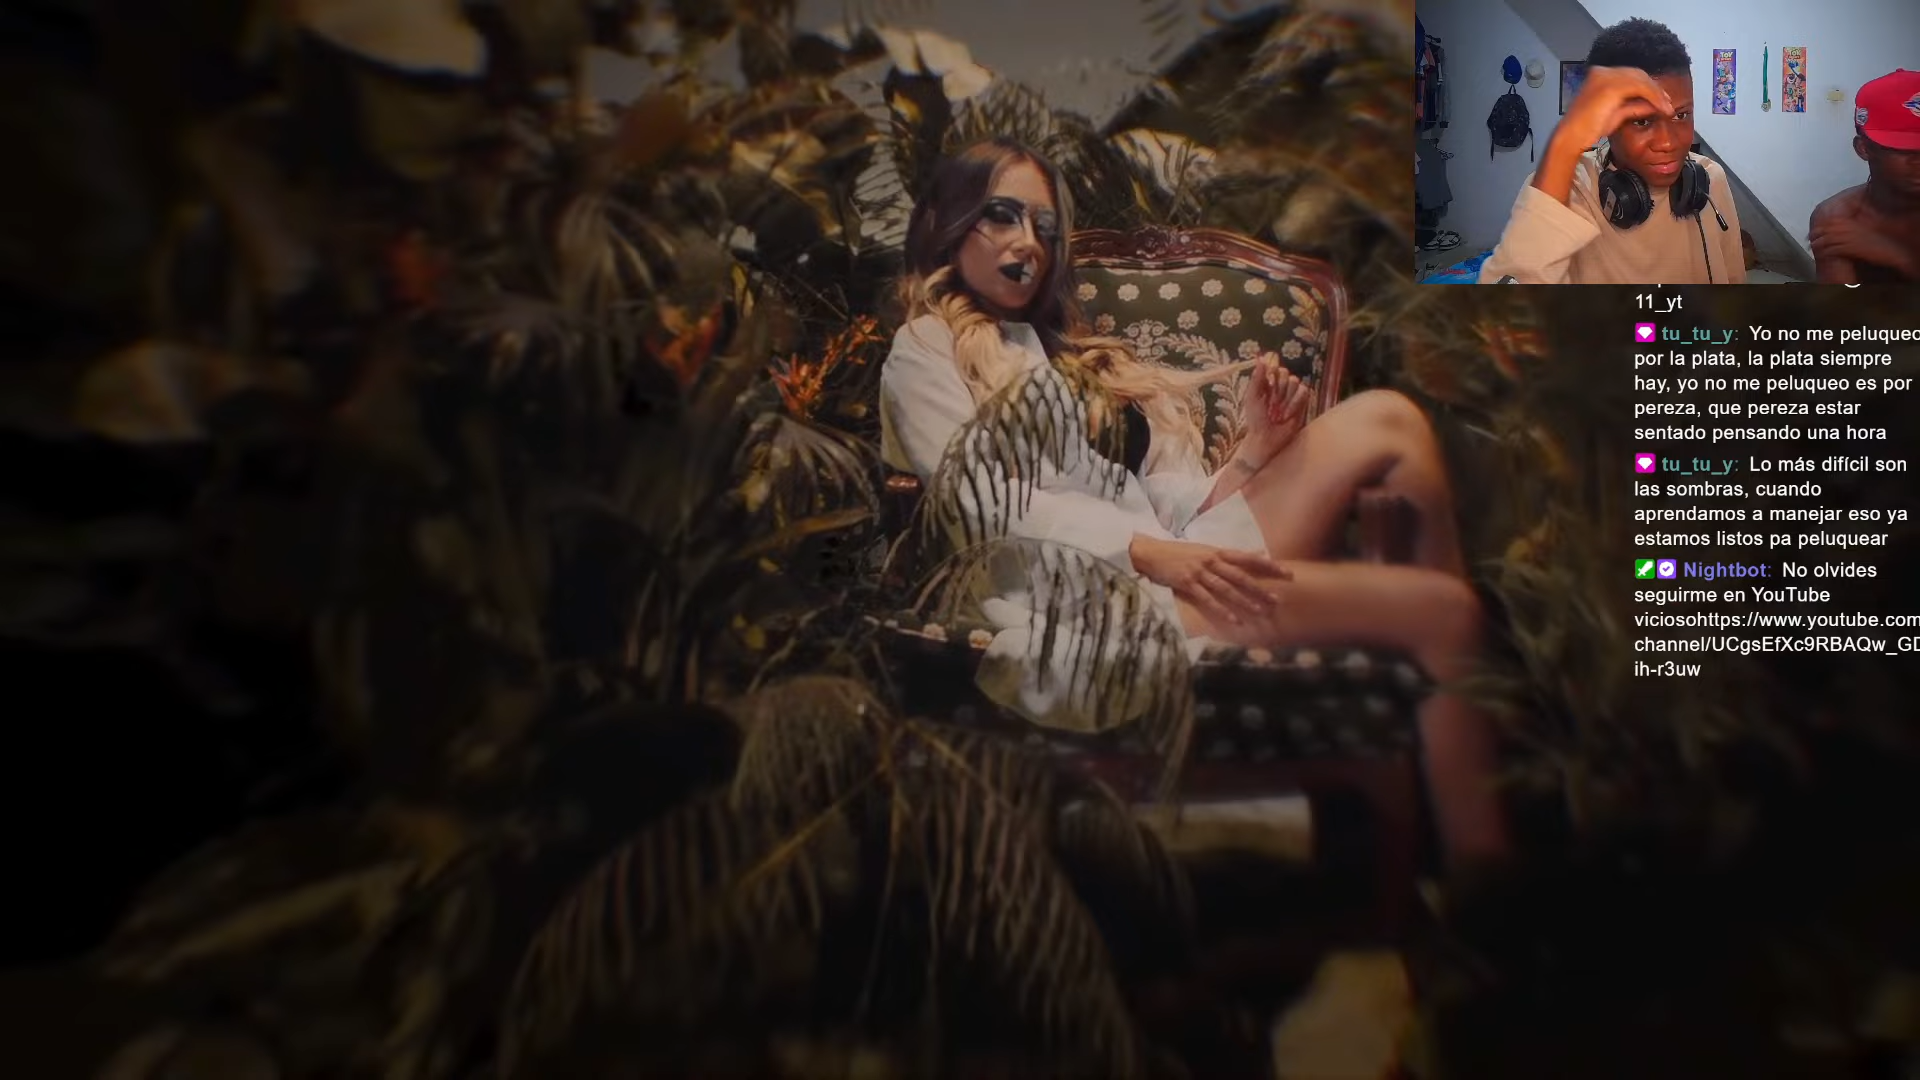 11_yt
tu_tu_y: Yo no me peluqueo
por la plata, la plata siempre
hay, yo no me peluqueo es por
pereza, que pereza estar
sentado pensando una hora
tu_tu_y: Lo más difícil son
las sombras, cuando
aprendamos a manejar eso ya
estamos listos pa peluquear
Nightbot: No olvides
seguirme en YouTube
viciosohttps://www.youtube.com
channel/UCgsEfXc9RBAQw_GD
ih-r3uw